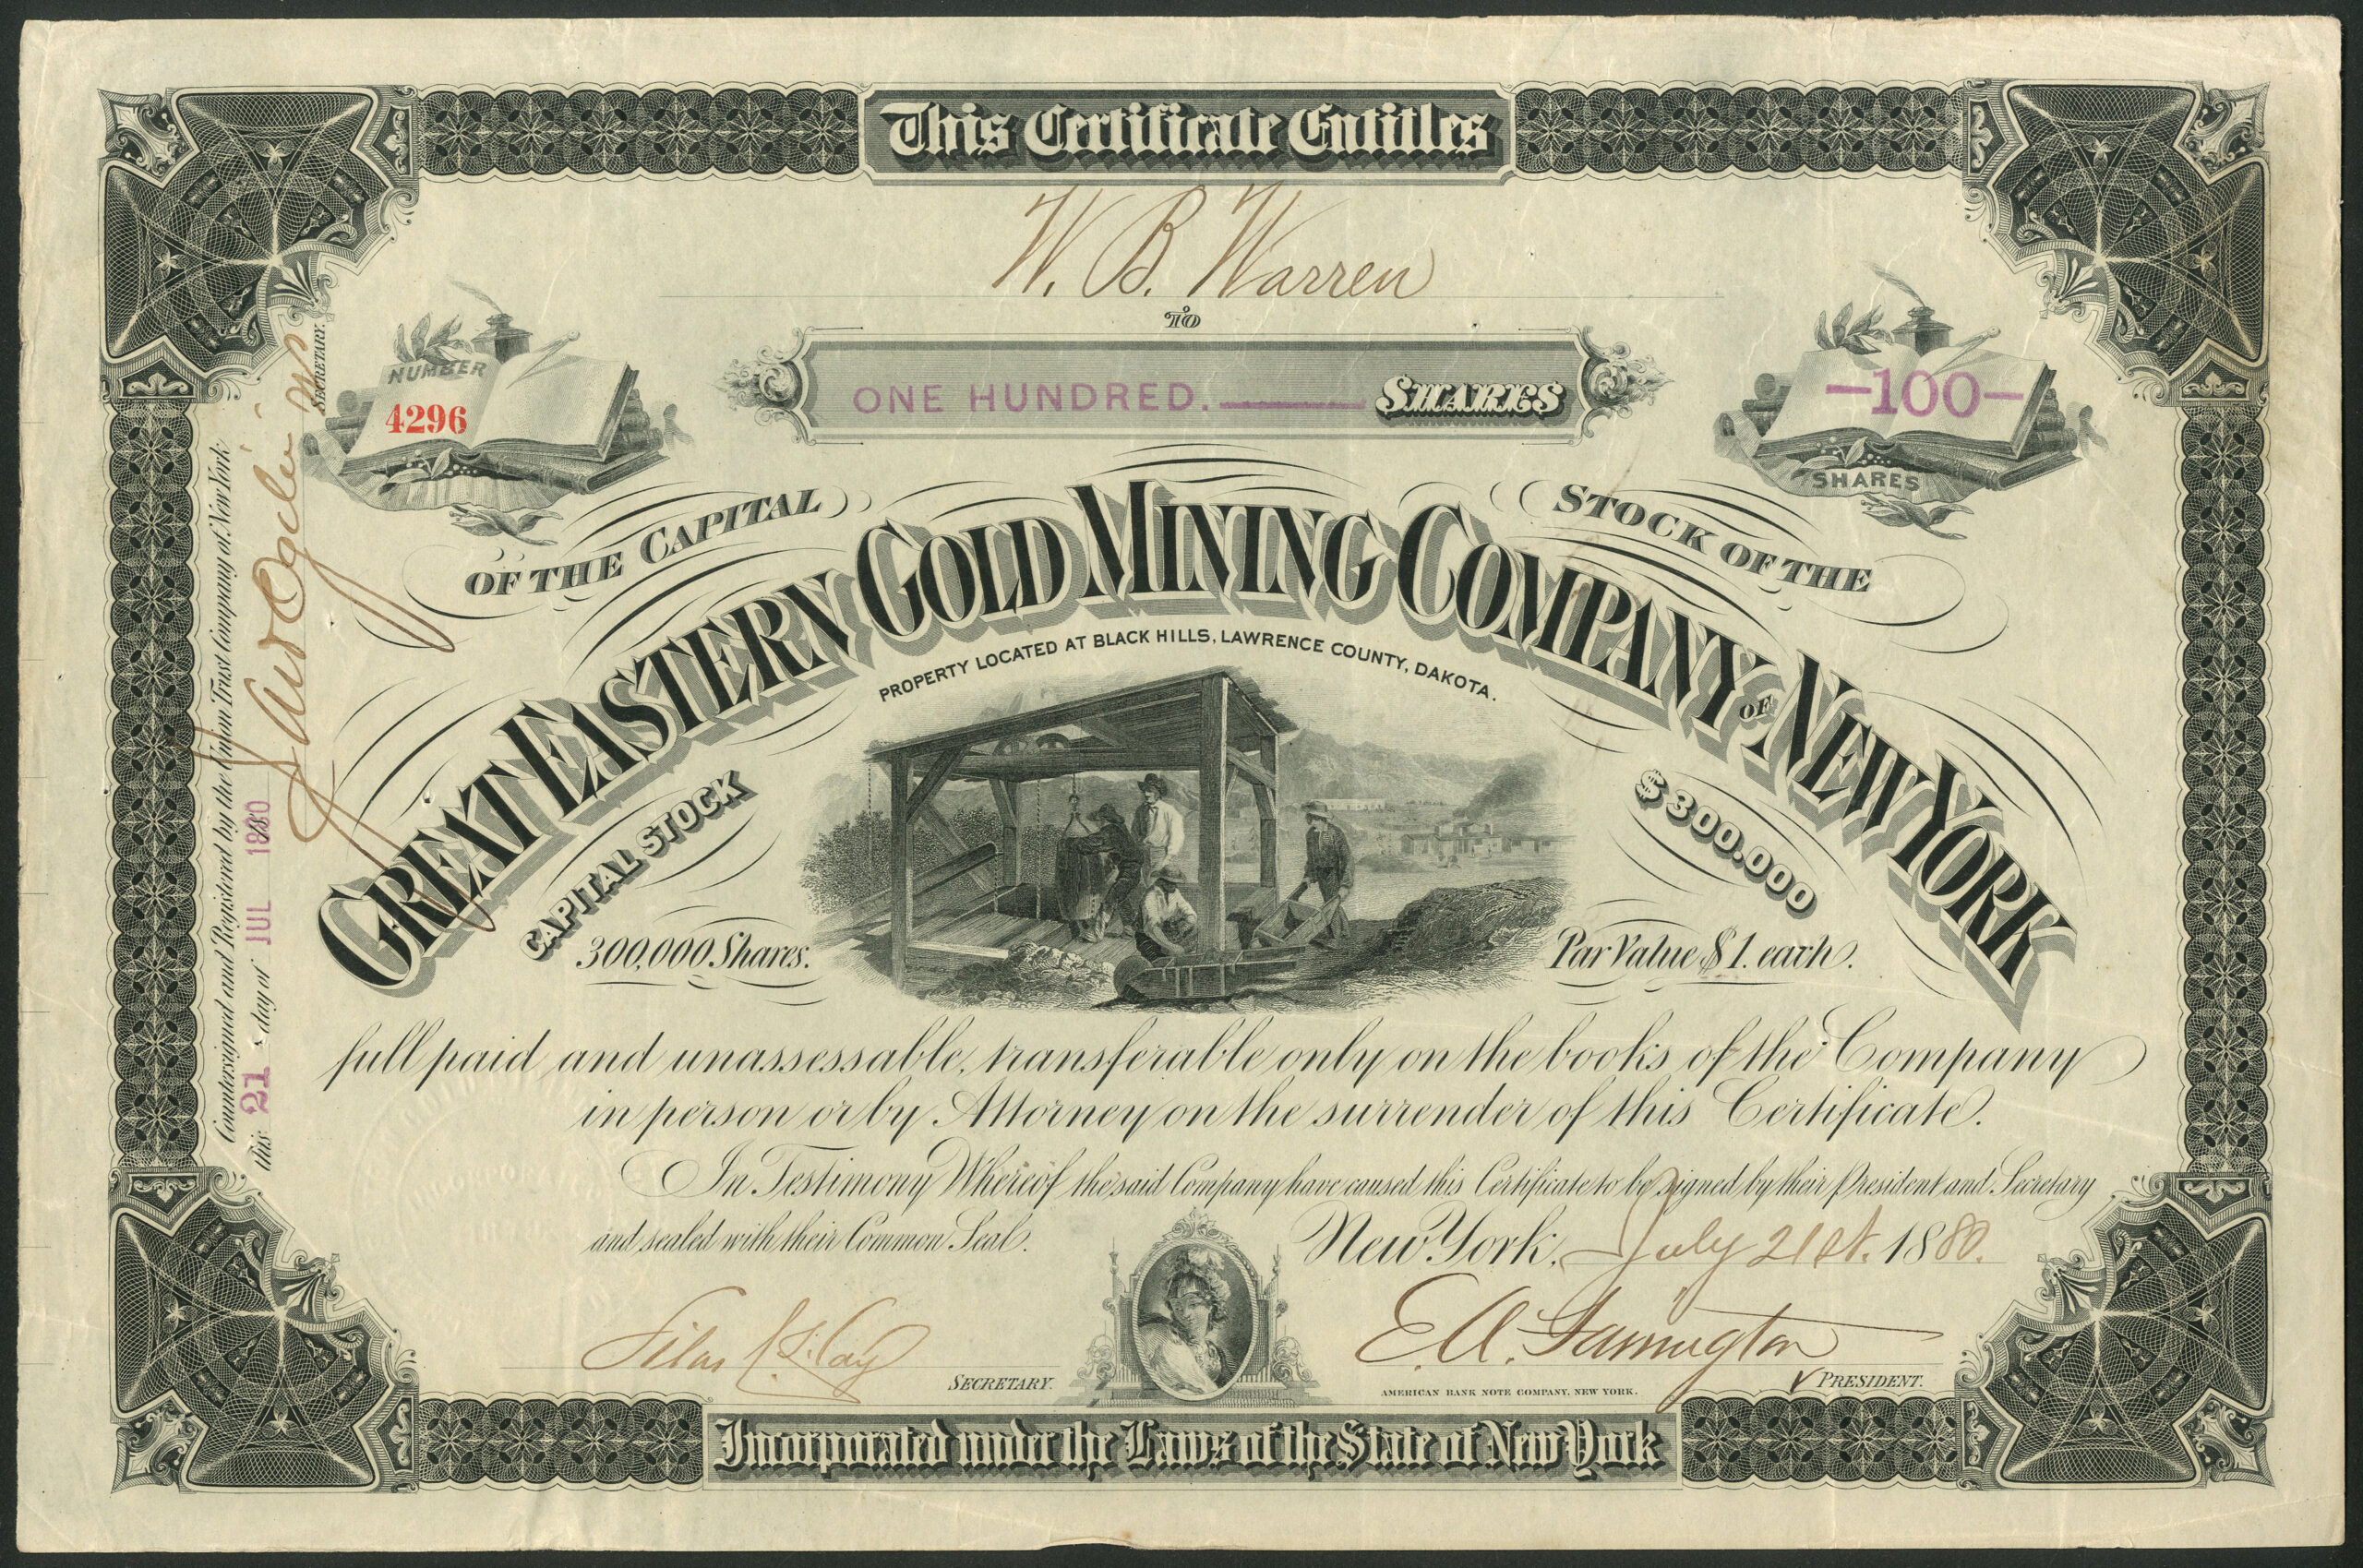 This Certificate Entitles
W. B. Warren
TO
ONE HUNDRED. SHARES
NUMBER
4296
—100—
SHARES
OF THE CAPITAL STOCK OF THE
GREAT EASTERN GOLD MINING COMPANY OF NEW YORK
PROPERTY LOCATED AT BLACK HILLS, LAWRENCE COUNTY, DAKOTA.
CAPITAL STOCK $300.000
300,000 Shares. Par Value $1. each.
full paid and unassessable, transferable only on the books of the Company
in person or by Attorney on the surrender of this Certificate.
In Testimony Whereof the said Company have caused this Certificate to be signed by their President and Secretary
and sealed with their Common Seal. New York, July 21st. 1880.
Silas
E. A. Farrington
SECRETARY. PRESIDENT.
AMERICAN BANK NOTE COMPANY, NEW YORK.
Incorporated under the Laws of the State of New York
Countersigned and Registered by the Union Trust Company of New York
this 21 day of JUL 1880
SECRETARY.